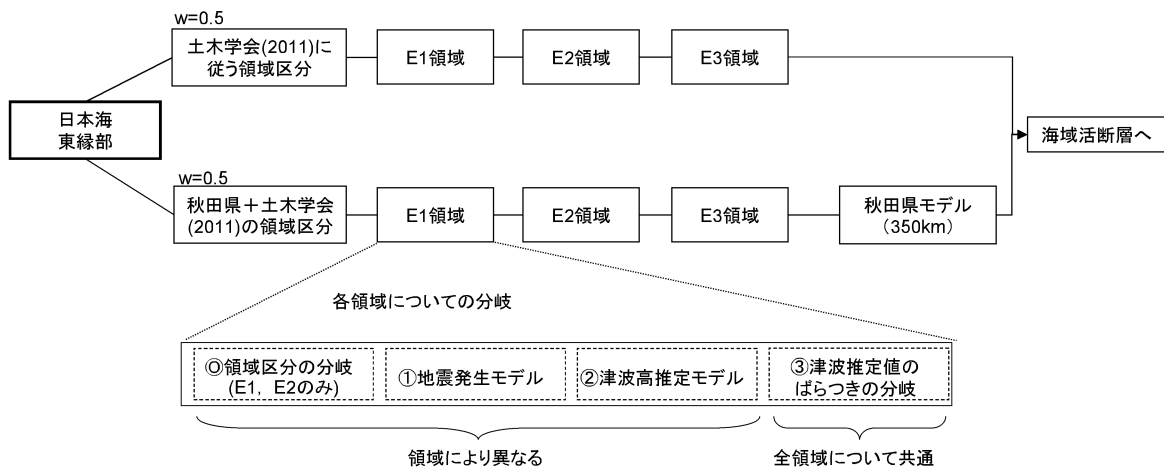 w=0.5
土木学会(2011)に
従う領域区分
E1領域
E2領域
E3領域
日本海
東縁部
海域活断層へ
w=0.5
秋田県＋土木学会
(2011)の領域区分
E1領域
E2領域
E3領域
秋田県モデル
（350km）
各領域についての分岐
⓪領域区分の分岐
(E1，E2のみ)
①地震発生モデル
②津波高推定モデル
③津波推定値の
ばらつきの分岐
領域により異なる
全領域について共通